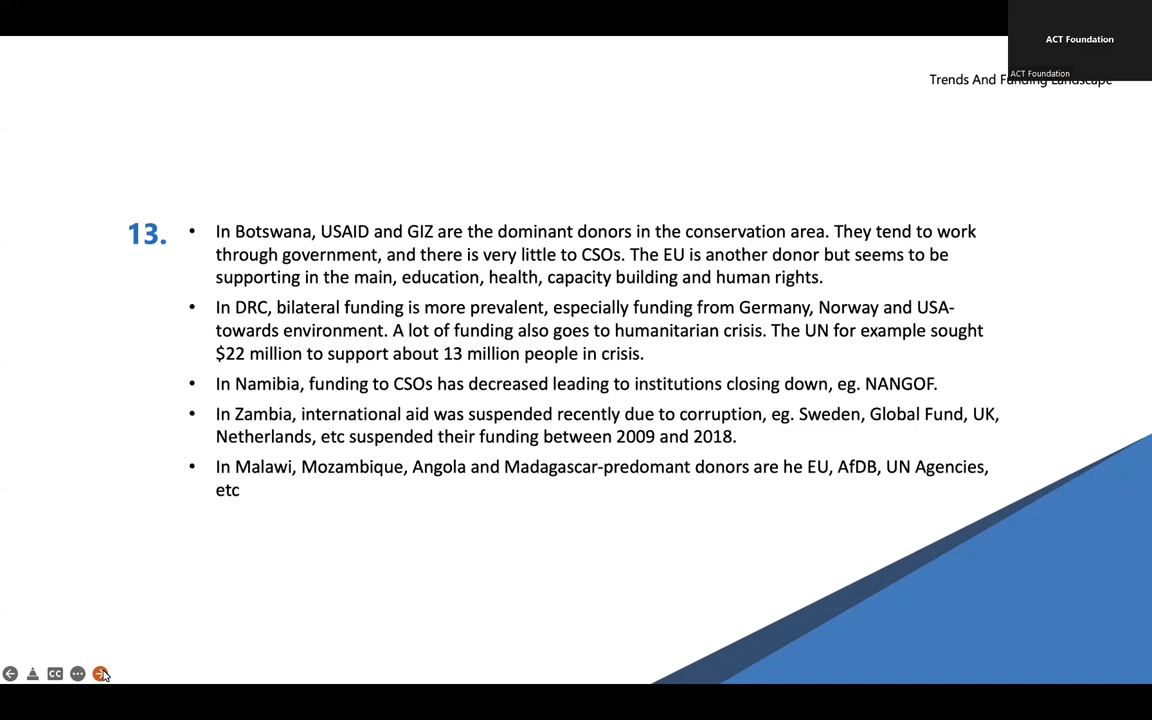 ACT Foundation
ACT Foundation
Trends And Funding Landscape
13.
• In Botswana, USAID and GIZ are the dominant donors in the conservation area. They tend to work
through government, and there is very little to CSOs. The EU is another donor but seems to be
supporting in the main, education, health, capacity building and human rights.
• In DRC, bilateral funding is more prevalent, especially funding from Germany, Norway and USA-
towards environment. A lot of funding also goes to humanitarian crisis. The UN for example sought
$22 million to support about 13 million people in crisis.
• In Namibia, funding to CSOs has decreased leading to institutions closing down, eg. NANGOF.
• In Zambia, international aid was suspended recently due to corruption, eg. Sweden, Global Fund, UK,
Netherlands, etc suspended their funding between 2009 and 2018.
• In Malawi, Mozambique, Angola and Madagascar-predomant donors are he EU, AfDB, UN Agencies,
etc
CC